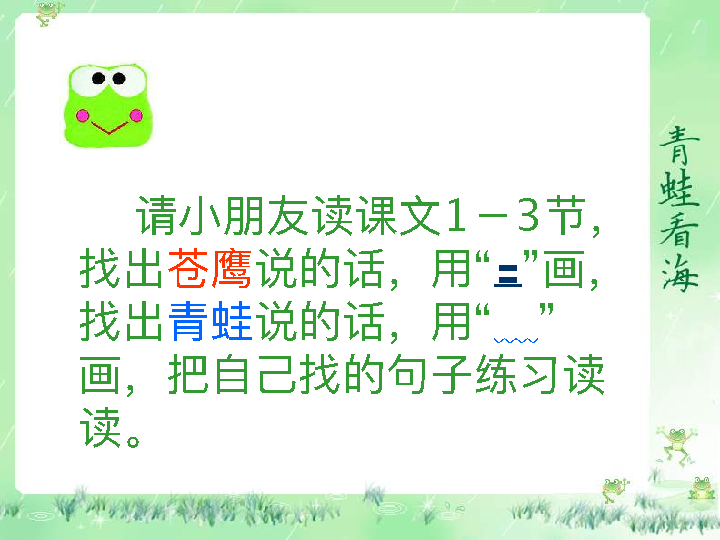 请小朋友读课文1－3节，
找出苍鹰说的话，用“=”画，
找出青蛙说的话，用“﹏”
画，把自己找的句子练习读
读。
青蛙看海